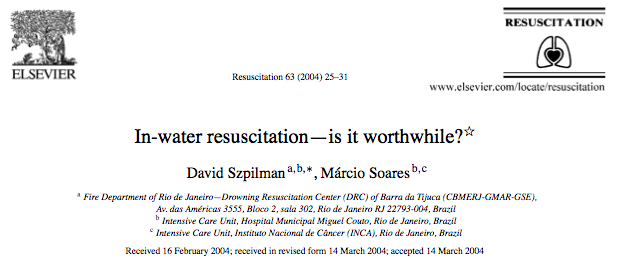 ELSEVIER
Resuscitation 63 (2004) 25–31
RESUSCITATION
www.elsevier.com/locate/resuscitation
In-water resuscitation—is it worthwhile?☆
David Szpilman a,b,*, Márcio Soares b,c
a Fire Department of Rio de Janeiro—Drowning Resuscitation Center (DRC) of Barra da Tijuca (CBMERJ-GMAR-GSE),
Av. das Américas 3555, Bloco 2, sala 302, Rio de Janeiro RJ 22793-004, Brazil
b Intensive Care Unit, Hospital Municipal Miguel Couto, Rio de Janeiro, Brazil
c Intensive Care Unit, Instituto Nacional de Câncer (INCA), Rio de Janeiro, Brazil
Received 16 February 2004; received in revised form 14 March 2004; accepted 14 March 2004